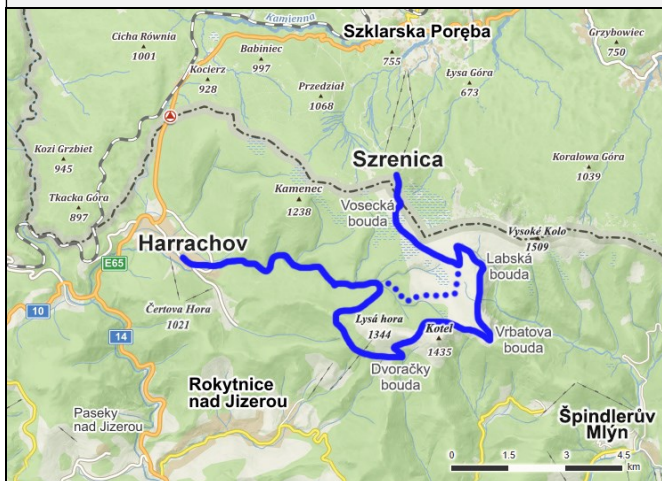 Kamienna
Cicha Równia
1001
Babiniec
997
Szklarska Poręba
Grzybowiec
750
Kocierz
928
755
Łysa Góra
673
Przedział
1068
Kozi Grzbiet
945
Szrenica
Koralowa Góra
1039
Tkacka Góra
897
Kamenec
1238
Vosecká
bouda
Vysoké Kolo
1509
Harrachov
E65
Labská
bouda
10
Čertova Hora
1021
14
Lysá hora
1344
Kotel
1435
Vrbatova
bouda
Dvoračky
bouda
Rokytnice
nad Jizerou
Paseky
nad Jizerou
Špindlerův
Mlýn
0 1.5 3 4.5
km